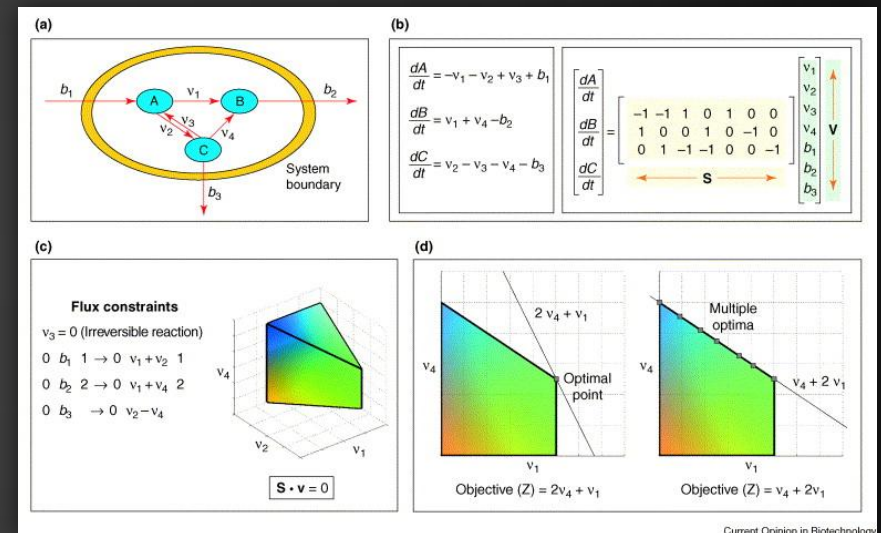 (a)
b1
A
v1
B
b2
v3
v2
v4
C
System
boundary
b3
(b)
dA
dt
= −v1 − v2 + v3 + b1
dB
dt
= v1 + v4 − b2
dC
dt
= v2 − v3 − v4 − b3
dA
dt
dB
dt
=
dC
dt
−1 −1 1 0 1 0 0
1 0 0 1 0 −1 0
0 1 −1 −1 0 0 −1
S
v1
v2
v3
v4
b1
b2
b3
V
(c)
Flux constraints
v3 = 0 (Irreversible reaction)
0 b1 1 → 0 v1 + v2 1
0 b2 2 → 0 v1 + v4 2
0 b3 → 0 v2 − v4
v4
v2
v1
S • v = 0
(d)
2 v4 + v1
v4
Optimal
point
v1
Objective (Z) = 2v4 + v1
Multiple
optima
v4
v4 + 2 v1
v1
Objective (Z) = v4 + 2v1
Current Opinion in Biotechnology